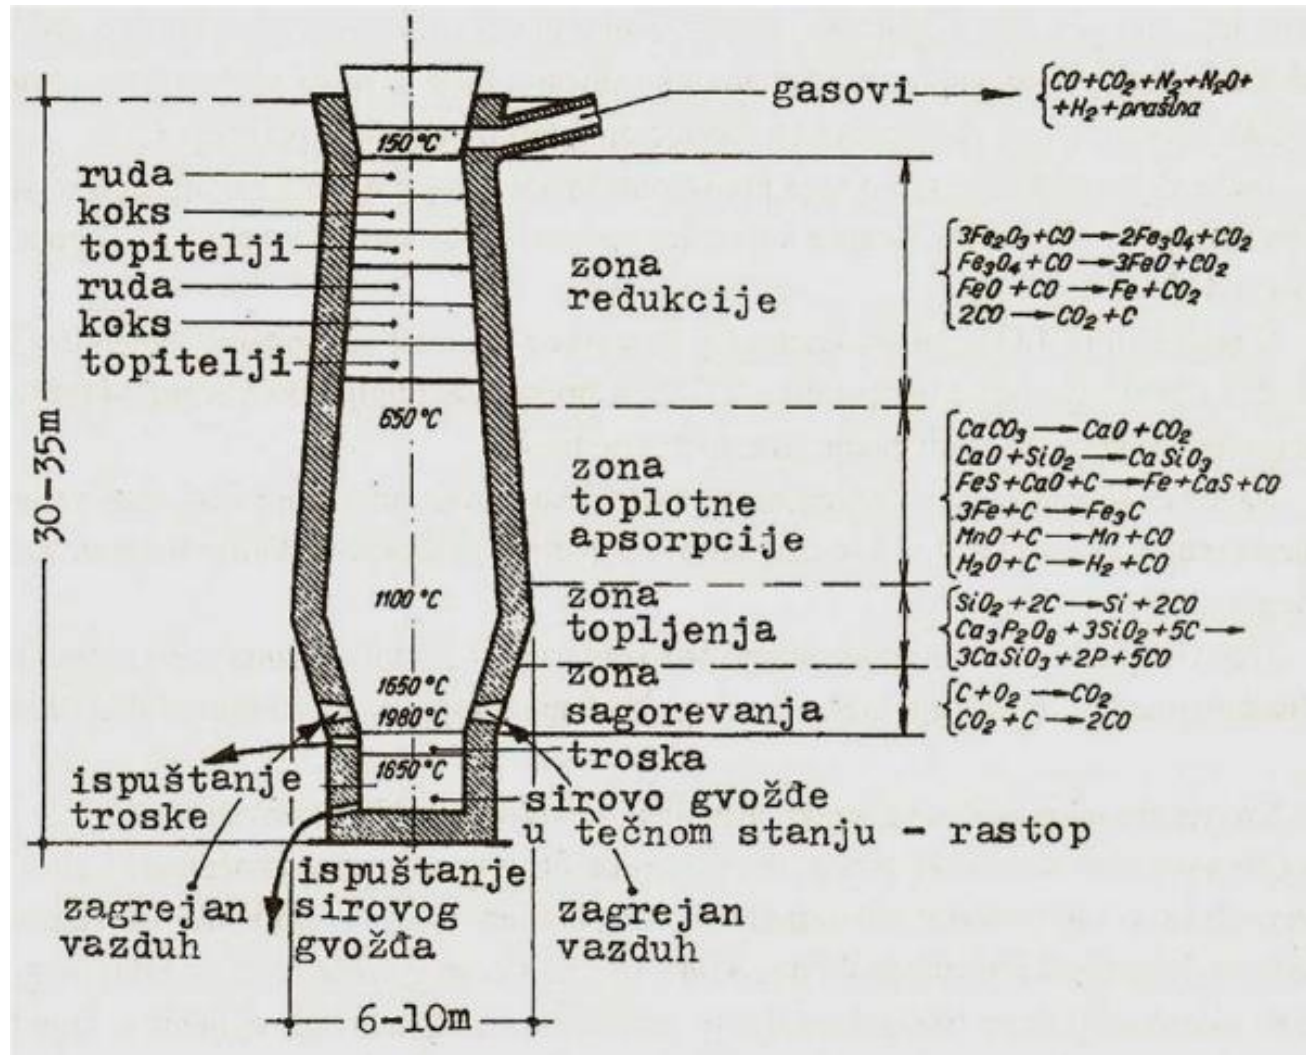 gasovi
CO+CO₂+N₂+N₂O+
+H₂+prašina
150°C
ruda
koks
topitelji
ruda
koks
topitelji
zona
redukcije
3Fe₂O₃+CO → 2Fe₃O₄+CO₂
Fe₃O₄+CO → 3FeO+CO₂
FeO+CO → Fe+CO₂
2CO → CO₂+C
30-35m
650°C
zona
toplotne
apsorpcije
CaCO₃ → CaO+CO₂
CaO+SiO₂ → CaSiO₃
FeS+CaO+C → Fe+CaS+CO
3Fe+C → Fe₃C
MnO+C → Mn+CO
H₂O+C → H₂+CO
1100°C
zona
topljenja
SiO₂+2C → Si+2CO
Ca₃P₂O₈+3SiO₂+5C →
3CaSiO₃+2P+5CO
1650°C
1980°C
zona
sagorevanja
C+O₂ → CO₂
CO₂+C → 2CO
troska
1650°C
ispuštanje
troske
sirovo gvožđe
u tečnom stanju - rastop
zagrejan
vazduh
ispuštanje
sirovog
gvožđa
zagrejan
vazduh
6-10m